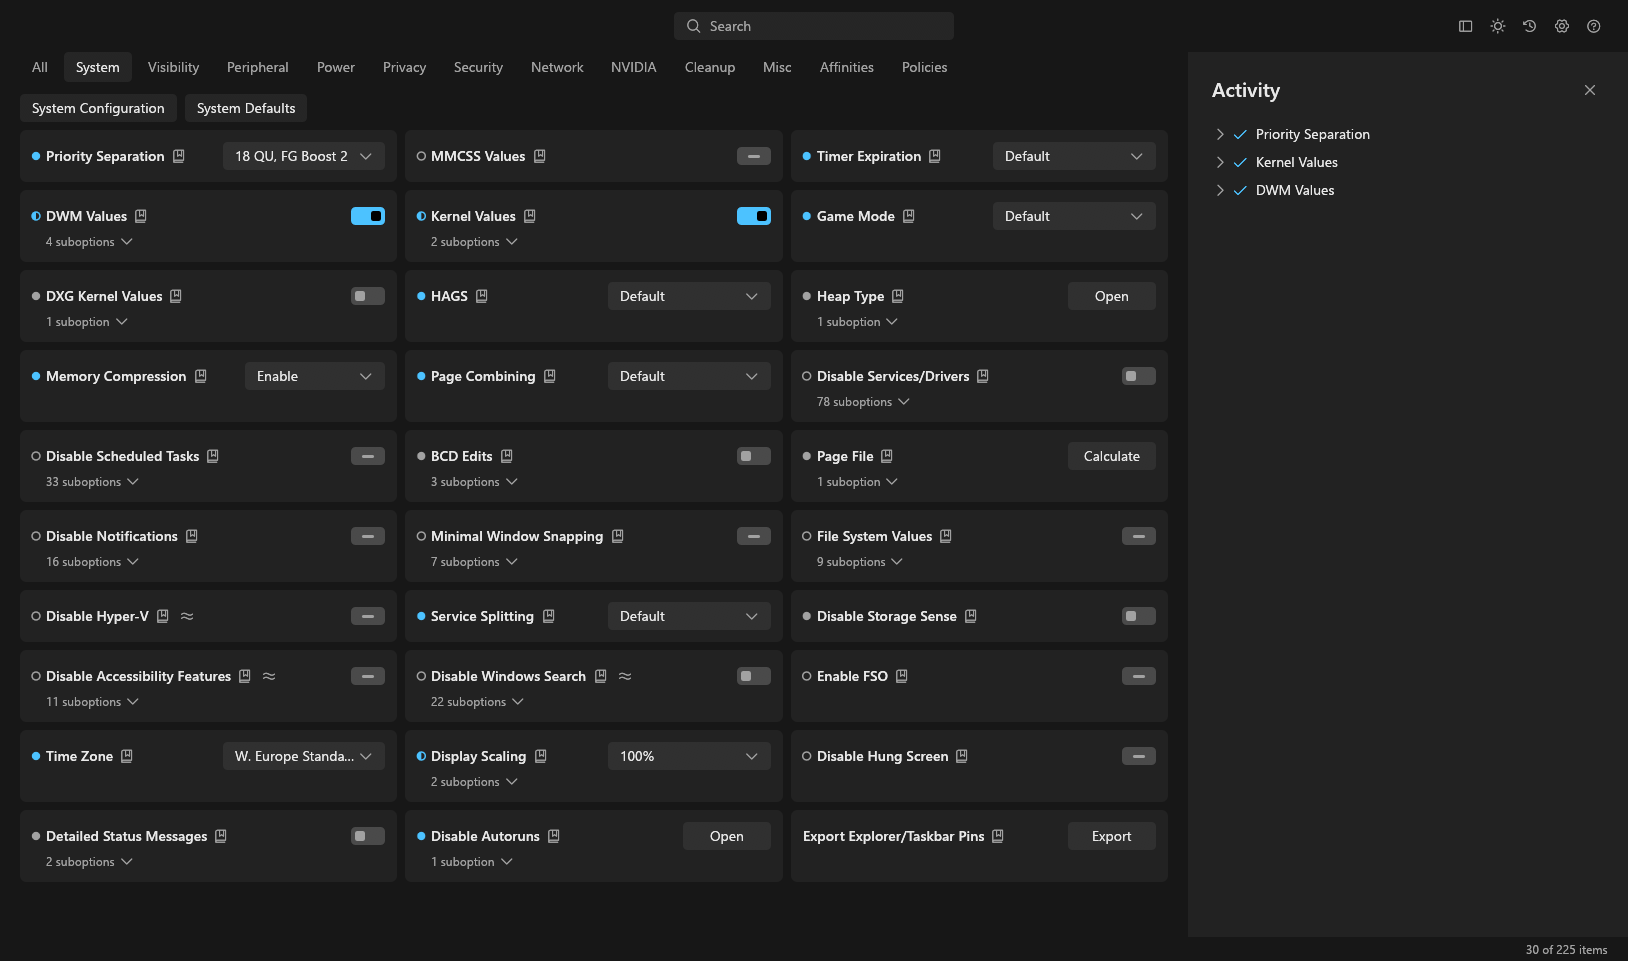 Search
All System Visibility Peripheral Power Privacy Security Network NVIDIA Cleanup Misc Affinities Policies
System Configuration System Defaults
Priority Separation 18 QU, FG Boost 2 MMCSS Values Timer Expiration Default
DWM Values Kernel Values Game Mode Default
4 suboptions 2 suboptions
DXG Kernel Values HAGS Default Heap Type Open
1 suboption 1 suboption
Memory Compression Enable Page Combining Default Disable Services/Drivers
78 suboptions
Disable Scheduled Tasks BCD Edits Page File Calculate
33 suboptions 3 suboptions 1 suboption
Disable Notifications Minimal Window Snapping File System Values
16 suboptions 7 suboptions 9 suboptions
Disable Hyper-V Service Splitting Default Disable Storage Sense
Disable Accessibility Features Disable Windows Search Enable FSO
11 suboptions 22 suboptions
Time Zone W. Europe Standa... Display Scaling 100% Disable Hung Screen
2 suboptions
Detailed Status Messages Disable Autoruns Open Export Explorer/Taskbar Pins Export
2 suboptions 1 suboption
Activity
Priority Separation
Kernel Values
DWM Values
30 of 225 items